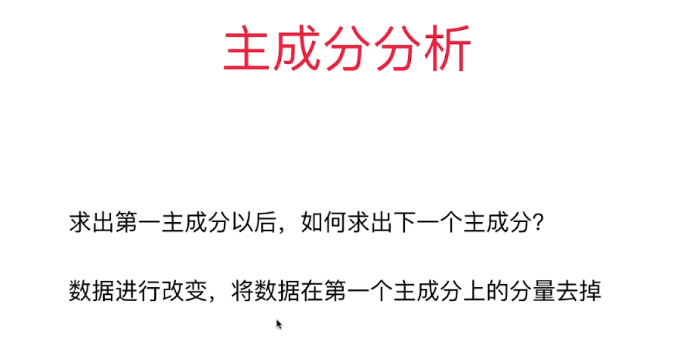 主成分分析
求出第一主成分以后，如何求出下一个主成分？
数据进行改变，将数据在第一个主成分上的分量去掉